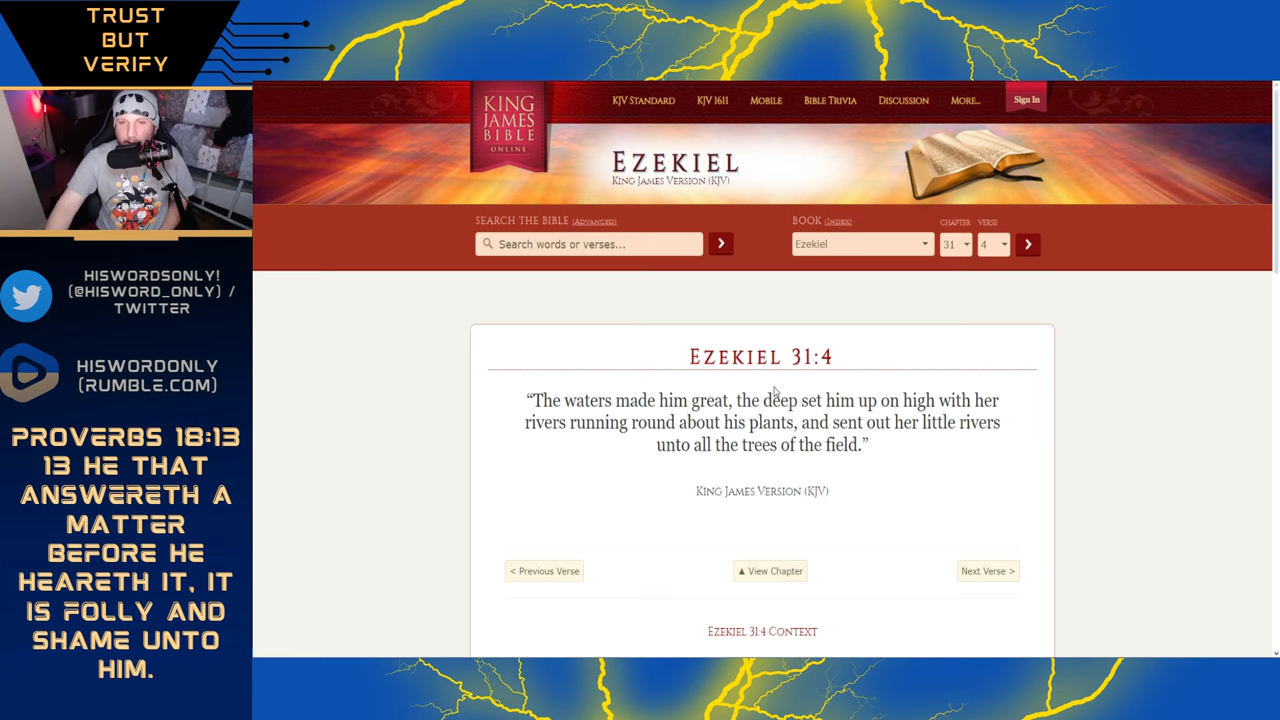 TRUST
BUT
VERIFY
HISWORDSONLY!
(@HISWORD_ONLY) /
TWITTER
HISWORDONLY
(RUMBLE.COM)
PROVERBS 18:13
13 HE THAT
ANSWERETH A
MATTER
BEFORE HE
HEARETH IT, IT
IS FOLLY AND
SHAME UNTO
HIM.
KING
JAMES
BIBLE
ONLINE
KJV STANDARD KJV 1611 MOBILE BIBLE TRIVIA DISCUSSION MORE... Sign In
EZEKIEL
KING JAMES VERSION (KJV)
SEARCH THE BIBLE (ADVANCED) BOOK (INDEX) CHAPTER VERSE
Search words or verses... Ezekiel 31 4
EZEKIEL 31:4
“The waters made him great, the deep set him up on high with her
rivers running round about his plants, and sent out her little rivers
unto all the trees of the field.”
KING JAMES VERSION (KJV)
< Previous Verse ▲ View Chapter Next Verse >
EZEKIEL 31:4 CONTEXT